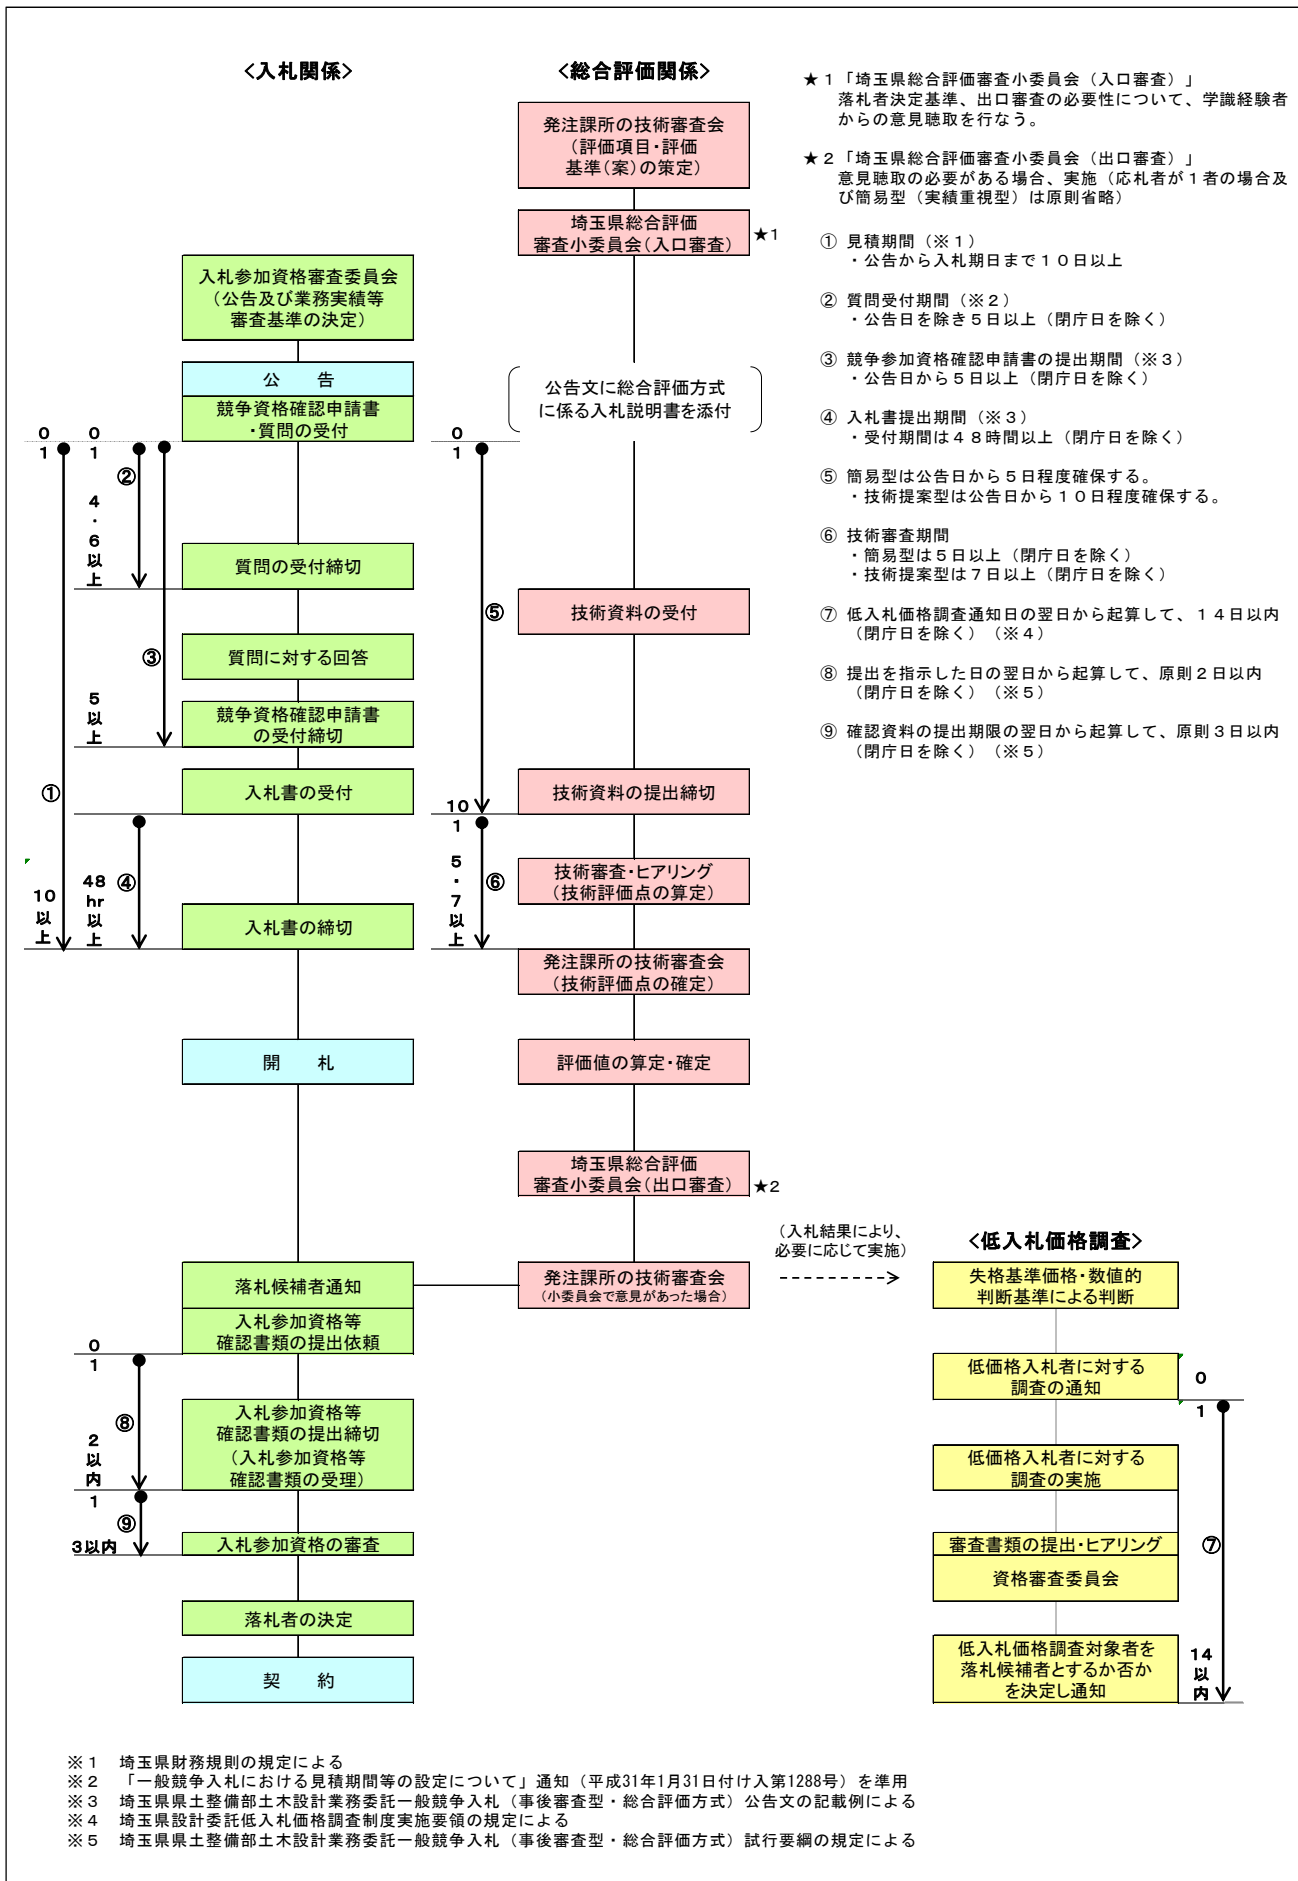 <入札関係>
<総合評価関係>
★１「埼玉県総合評価審査小委員会（入口審査）」
落札者決定基準、出口審査の必要性について、学識経験者
からの意見聴取を行なう。
★２「埼玉県総合評価審査小委員会（出口審査）」
意見聴取の必要がある場合、実施（応札者が１者の場合及
び簡易型（実績重視型）は原則省略）
① 見積期間（※１）
・公告から入札期日まで１０日以上
② 質問受付期間（※２）
・公告日を除き５日以上（閉庁日を除く）
③ 競争参加資格確認申請書の提出期間（※３）
・公告日から５日以上（閉庁日を除く）
④ 入札書提出期間（※３）
・受付期間は４８時間以上（閉庁日を除く）
⑤ 簡易型は公告日から５日程度確保する。
・技術提案型は公告日から１０日程度確保する。
⑥ 技術審査期間
・簡易型は５日以上（閉庁日を除く）
・技術提案型は７日以上（閉庁日を除く）
⑦ 低入札価格調査通知日の翌日から起算して、１４日以内
（閉庁日を除く）（※４）
⑧ 提出を指示した日の翌日から起算して、原則２日以内
（閉庁日を除く）（※５）
⑨ 確認資料の提出期限の翌日から起算して、原則３日以内
（閉庁日を除く）（※５）
発注課所の技術審査会
（評価項目・評価
基準（案）の策定）
埼玉県総合評価
審査小委員会（入口審査）
★1
入札参加資格審査委員会
（公告及び業務実績等
審査基準の決定）
公　　告
競争資格確認申請書
・質問の受付
公告文に総合評価方式
に係る入札説明書を添付
0
0
0
1
1
1
②
4・6以上
質問の受付締切
⑤
技術資料の受付
③
質問に対する回答
5以上
競争資格確認申請書
の受付締切
①
入札書の受付
技術資料の提出締切
10
1
④
48
hr
以上
10以上
5・7以上
⑥
技術審査・ヒアリング
（技術評価点の算定）
入札書の締切
発注課所の技術審査会
（技術評価点の確定）
開　　札
評価値の算定・確定
埼玉県総合評価
審査小委員会（出口審査）
★2
（入札結果により、
必要に応じて実施）
<低入札価格調査>
落札候補者通知
発注課所の技術審査会
（小委員会で意見があった場合）
失格基準価格・数値的
判断基準による判断
入札参加資格等
確認書類の提出依頼
0
1
低価格入札者に対する
調査の通知
0
1
⑧
2以内
入札参加資格等
確認書類の提出締切
（入札参加資格等
確認書類の受理）
低価格入札者に対する
調査の実施
1
⑨
3以内
入札参加資格の審査
審査書類の提出・ヒアリング
⑦
資格審査委員会
落札者の決定
低入札価格調査対象者を
落札候補者とするか否か
を決定し通知
14以内
契　　約
※１　埼玉県財務規則の規定による
※２　「一般競争入札における見積期間等の設定について」通知（平成31年1月31日付け入第1288号）を準用
※３　埼玉県県土整備部土木設計業務委託一般競争入札（事後審査型・総合評価方式）公告文の記載例による
※４　埼玉県設計委託低入札価格調査制度実施要領の規定による
※５　埼玉県県土整備部土木設計業務委託一般競争入札（事後審査型・総合評価方式）試行要綱の規定による